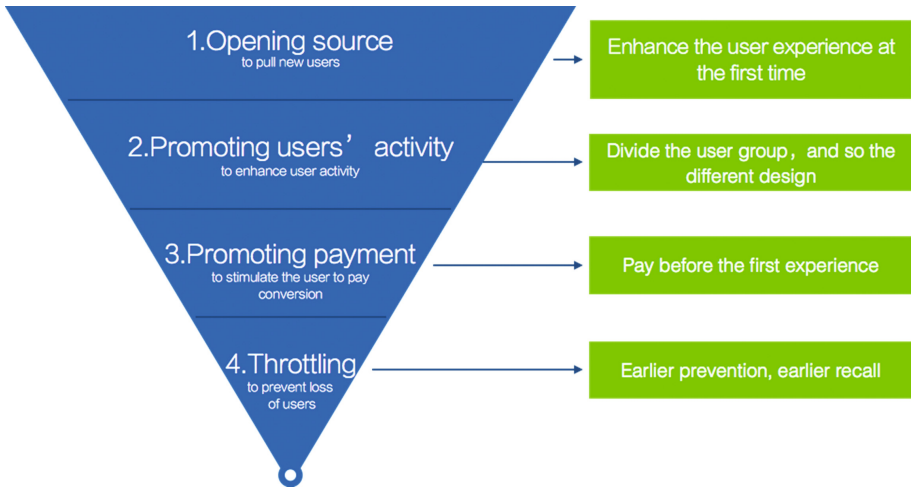 1.Opening source
to pull new users
Enhance the user experience at
the first time
2.Promoting users’ activity
to enhance user activity
Divide the user group，and so the
different design
3.Promoting payment
to stimulate the user to pay
conversion
Pay before the first experience
4.Throttling
to prevent loss
of users
Earlier prevention, earlier recall